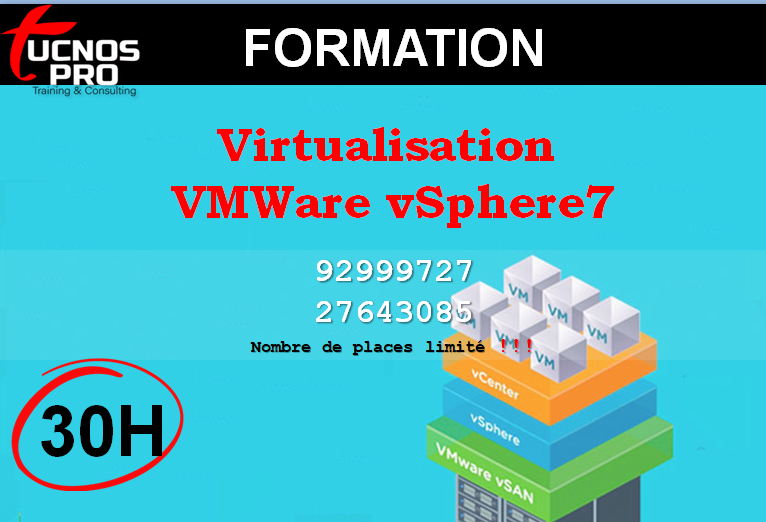 TUCNOS
PRO
Training & Consulting
FORMATION
Virtualisation
VMWare vSphere7
92999727
27643085
Nombre de places limité !!!
30H
VM
VM
VM
VM
VM
VM
vCenter
vSphere
VMware vSAN